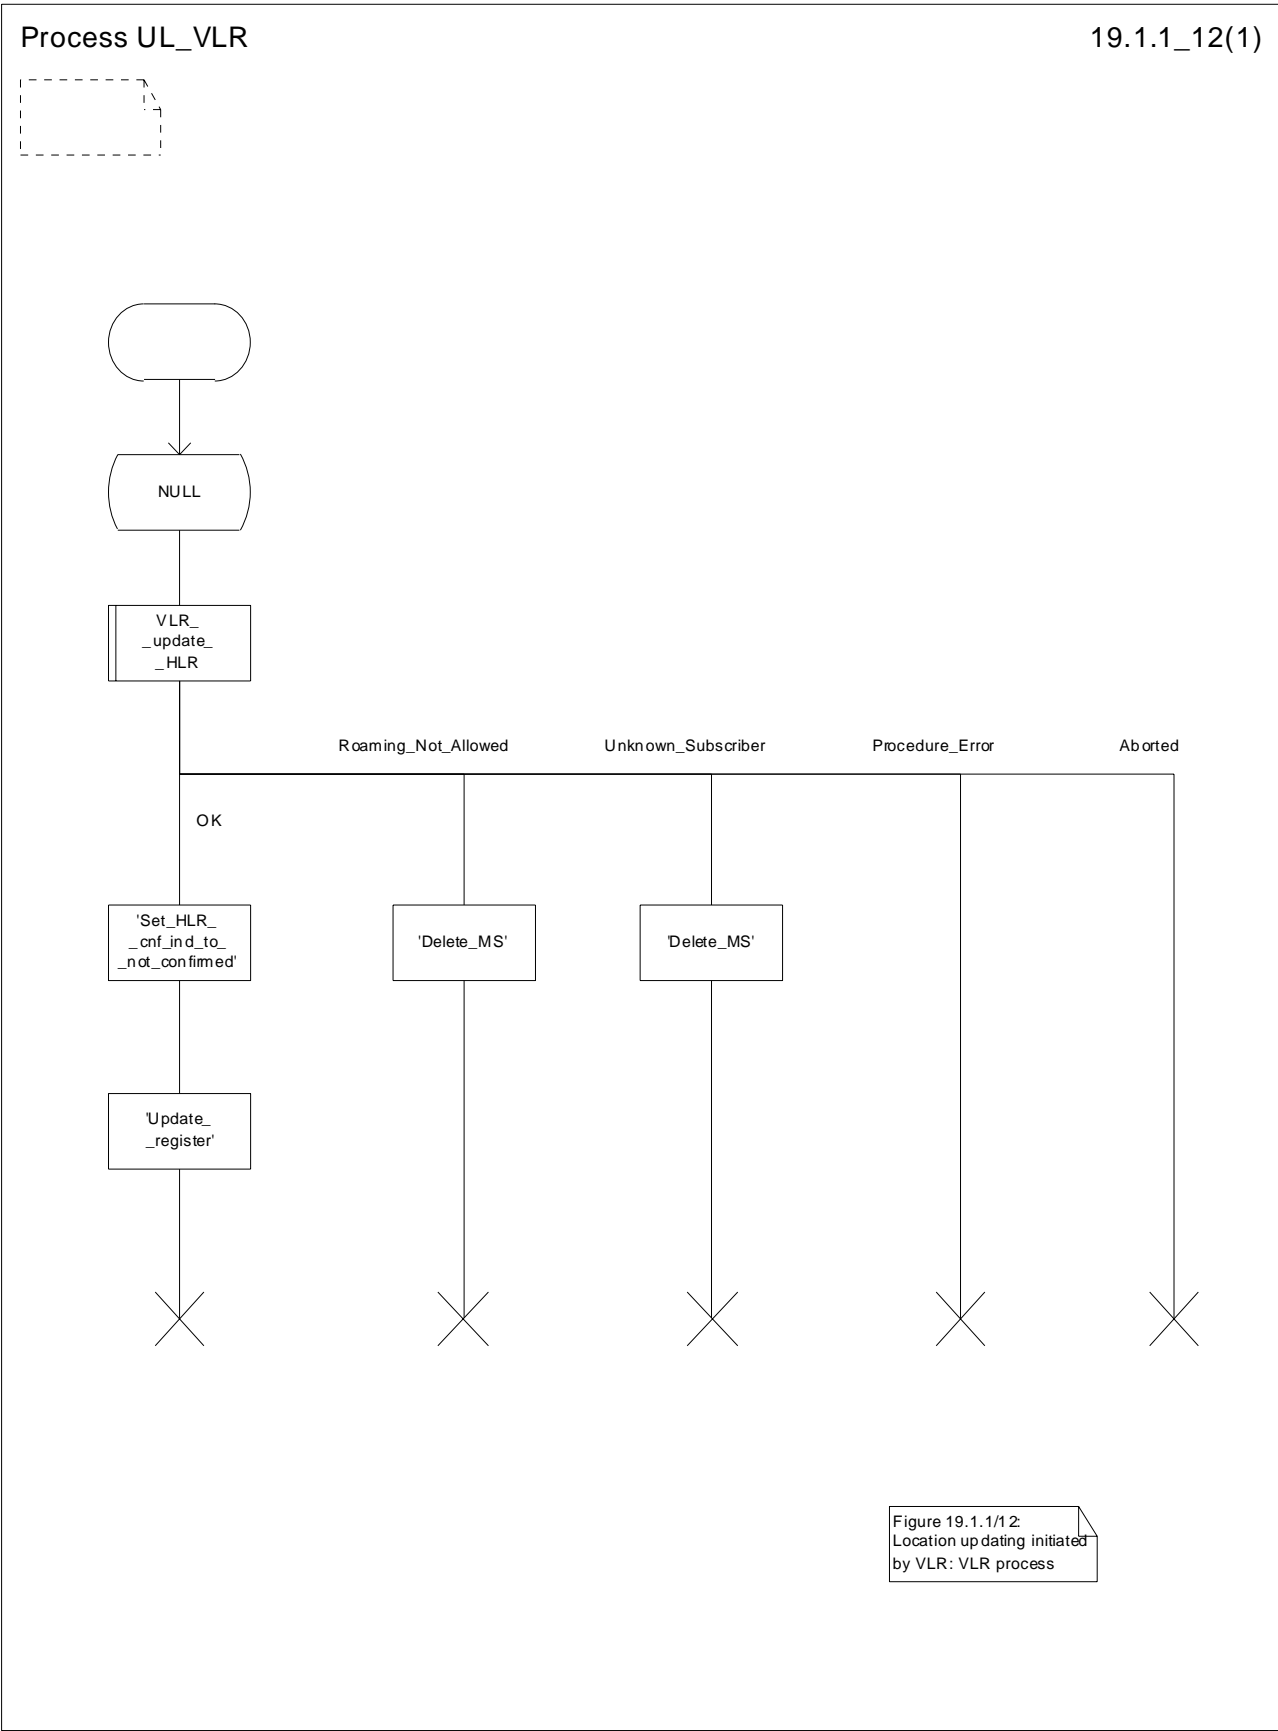 Process UL_VLR
19.1.1_12(1)
NULL
VLR_
_update_
_HLR
Roaming_Not_Allowed
Unknown_Subscriber
Procedure_Error
Aborted
OK
'Set_HLR_
_cnf_ind_to_
_not_confirmed'
'Delete_MS'
'Delete_MS'
'Update_
_register'
Figure 19.1.1/12:
Location updating initiated
by VLR: VLR process